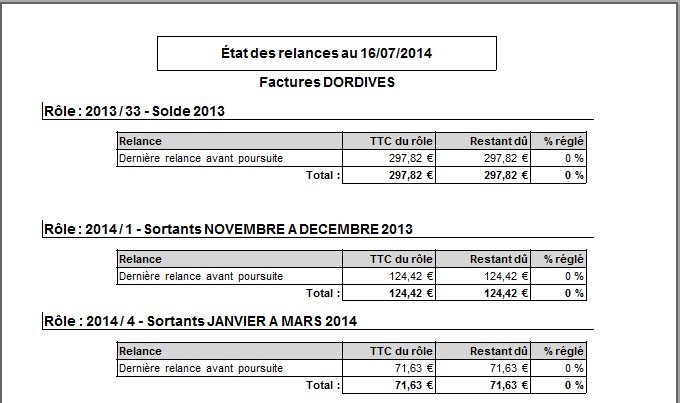 État des relances au 16/07/2014
Factures DORDIVES
Rôle : 2013 / 33 - Solde 2013
Relance TTC du rôle Restant dû % réglé
Dernière relance avant poursuite 297,82 € 297,82 € 0 %
Total : 297,82 € 297,82 € 0 %
Rôle : 2014 / 1 - Sortants NOVEMBRE A DECEMBRE 2013
Relance TTC du rôle Restant dû % réglé
Dernière relance avant poursuite 124,42 € 124,42 € 0 %
Total : 124,42 € 124,42 € 0 %
Rôle : 2014 / 4 - Sortants JANVIER A MARS 2014
Relance TTC du rôle Restant dû % réglé
Dernière relance avant poursuite 71,63 € 71,63 € 0 %
Total : 71,63 € 71,63 € 0 %